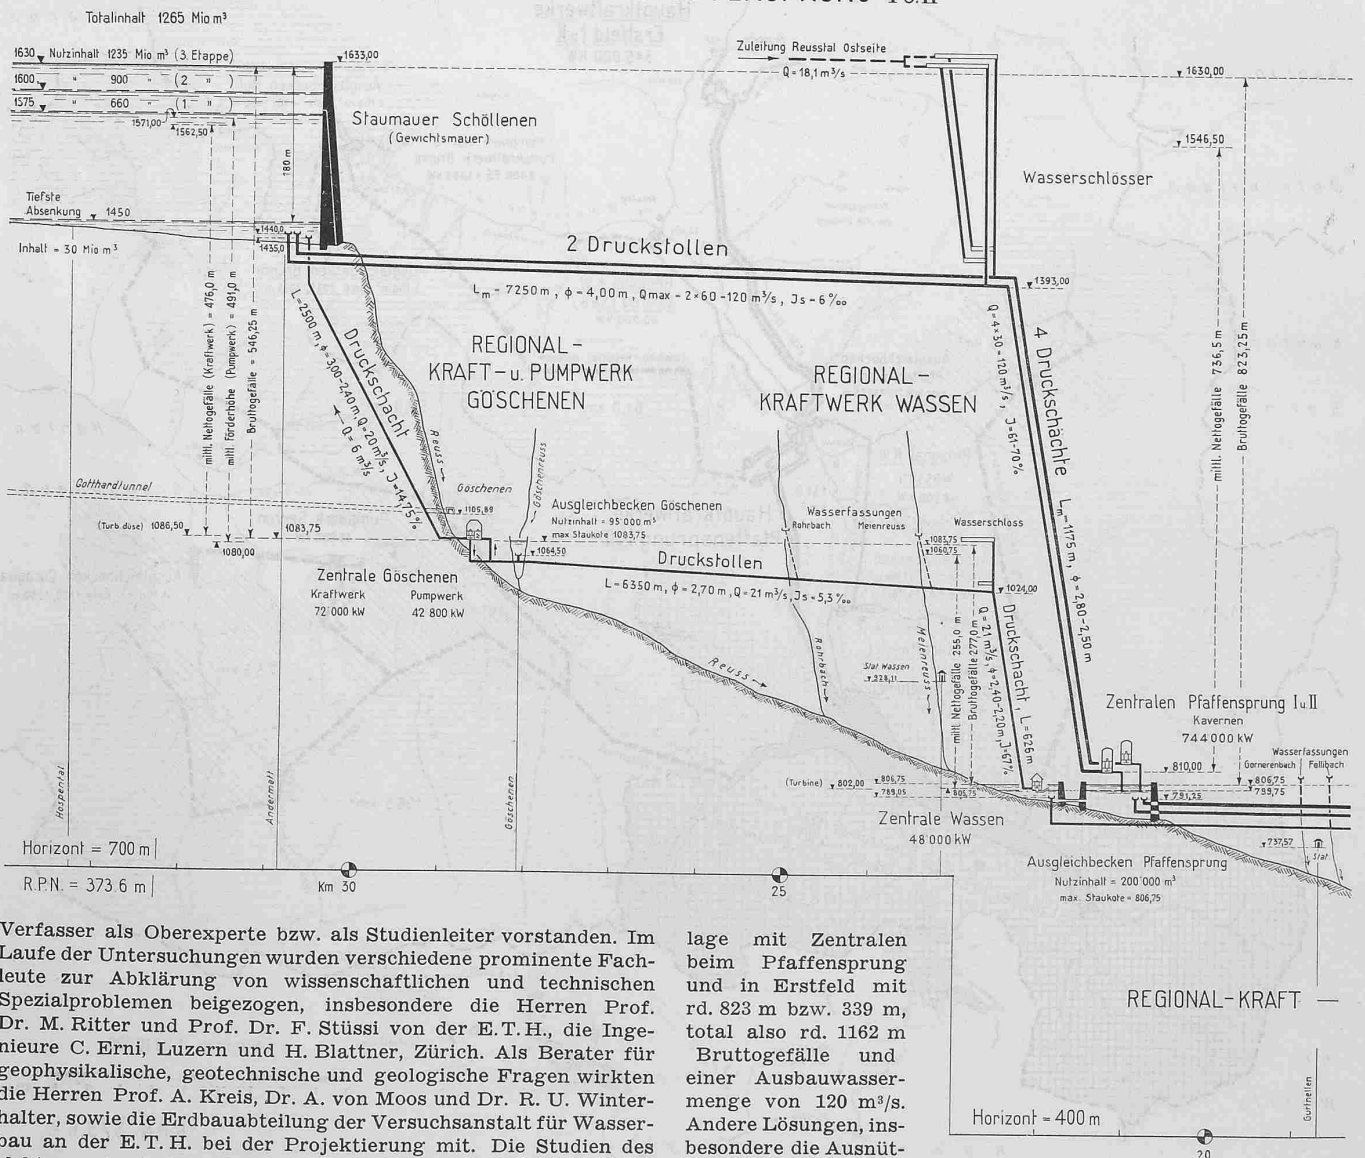 Totalinhalt 1265 Mio m³
1630 Nutzinhalt 1235 Mio m³ (3. Etappe)
1600 " 900 " (2 " )
1575 " 660 " (1 " )
1571,00
1562,50
1633,00
180 m
Staumauer Schöllenen
(Gewichtsmauer)
Zuleitung Reusstal Ostseite
Q = 18,1 m³/s
1630,00
1546,50
Wasserschlösser
Tiefste
Absenkung 1450
Inhalt = 30 Mio m³
1440,0
1435,0
2 Druckstollen
Lm = 7250 m, ϕ = 4,00 m, Qmax = 2×60 = 120 m³/s, Js = 6 ‰
1393,00
mittl. Nettogefälle (Kraftwerk) = 476,0 m
mittl. Förderhöhe (Pumpwerk) = 491,0 m
Bruttogefälle = 546,25 m
Druckschacht
L = 2500 m, ϕ = 3,00-2,40 m, Q = 20 m³/s, J = 14,75 %
Q = 6 m³/s
REGIONAL-
KRAFT- u. PUMPWERK
GÖSCHENEN
REGIONAL-
KRAFTWERK WASSEN
4 Druckschächte Lm = 1175 m, ϕ = 2,80-2,50 m
Q = 4×30 = 120 m³/s, J = 61-70 %
mittl. Nettogefälle 736,5 m
Bruttogefälle 823,25 m
Gotthardtunnel
(Turb. düse) 1086,50
1080,00
1083,75
Reuss
Göschenen
1105,89
Göschenreuss
Ausgleichbecken Göschenen
Nutzinhalt = 95 000 m³
max Staukote 1083,75
1064,50
Wasserfassungen
Rohrbach Meienreuss
Wasserschloss
1083,75
1060,75
Druckstollen
L = 6350 m, ϕ = 2,70 m, Q = 21 m³/s, Js = 5,3 ‰
1024,00
Zentrale Göschenen
Kraftwerk Pumpwerk
72 000 kW 42 800 kW
Reuss
Rohrbach
Meienreuss
Stat. Wassen
928,11
mittl. Nettogefälle 255,0 m
Bruttogefälle 277,0 m
Q = 21 m³/s, ϕ = 2,40-2,20 m, J = 67 %
Druckschacht, L = 626 m
Zentralen Pfaffensprung I u. II
Kavernen
744 000 kW
Wasserfassungen
Gornerenbach Fellibach
810,00
806,75
799,75
791,25
(Turbine) 802,00
806,75
789,05
805,75
Zentrale Wassen
48 000 kW
737,57
Stat.
Ausgleichbecken Pfaffensprung
Nutzinhalt = 200 000 m³
max. Staukote = 806,75
Hospental
Andermatt
Göschenen
Horizont = 700 m
R.P.N. = 373.6 m
Km 30
25
Verfasser als Oberexperte bzw. als Studienleiter vorstanden. Im
Laufe der Untersuchungen wurden verschiedene prominente Fach-
leute zur Abklärung von wissenschaftlichen und technischen
Spezialproblemen beigezogen, insbesondere die Herren Prof.
Dr. M. Ritter und Prof. Dr. F. Stüssi von der E. T. H., die Inge-
nieure C. Erni, Luzern und H. Blattner, Zürich. Als Berater für
geophysikalische, geotechnische und geologische Fragen wirkten
die Herren Prof. A. Kreis, Dr. A. von Moos und Dr. R. U. Winter-
halter, sowie die Erdbauabteilung der Versuchsanstalt für Wasser-
bau an der E. T. H. bei der Projektierung mit. Die Studien des
lage mit Zentralen
beim Pfaffensprung
und in Erstfeld mit
rd. 823 m bzw. 339 m,
total also rd. 1162 m
Bruttogefälle und
einer Ausbauwasser-
menge von 120 m³/s.
Andere Lösungen, ins-
besondere die Ausnüt-
REGIONAL-KRAFT
Horizont = 400 m
Gurtnellen
20